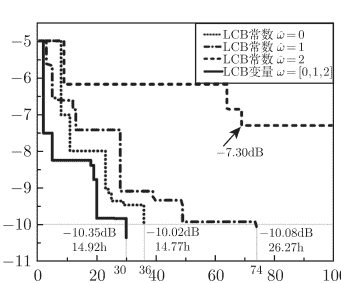 LCB常数 ω=0
LCB常数 ω=1
LCB常数 ω=2
LCB变量 ω=[0,1,2]
−5
−6
−7
−8
−9
−10
−11
−7.30dB
−10.35dB
14.92h
−10.02dB
14.77h
−10.08dB
26.27h
0 20 30 36 40 60 74 80 100